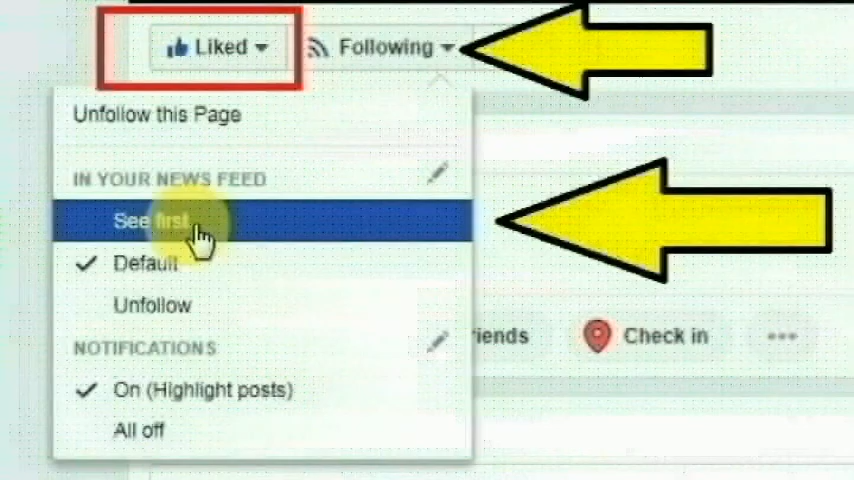 Liked
Following
Unfollow this Page
IN YOUR NEWS FEED
See first
Default
Unfollow
riends
Check in
NOTIFICATIONS
On (Highlight posts)
All off